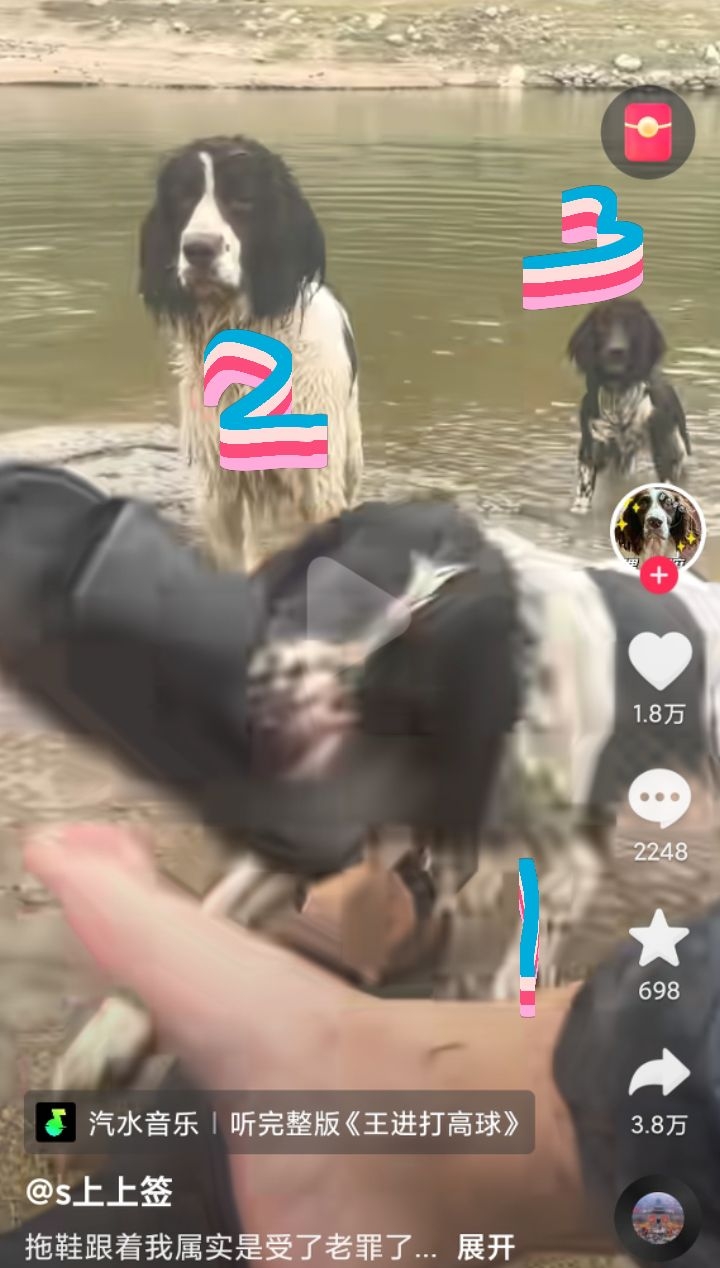 3
2
1.8万
2248
1
698
3.8万
汽水音乐 | 听完整版《王进打高球》
@s上上签
拖鞋跟着我属实是受了老罪了... 展开